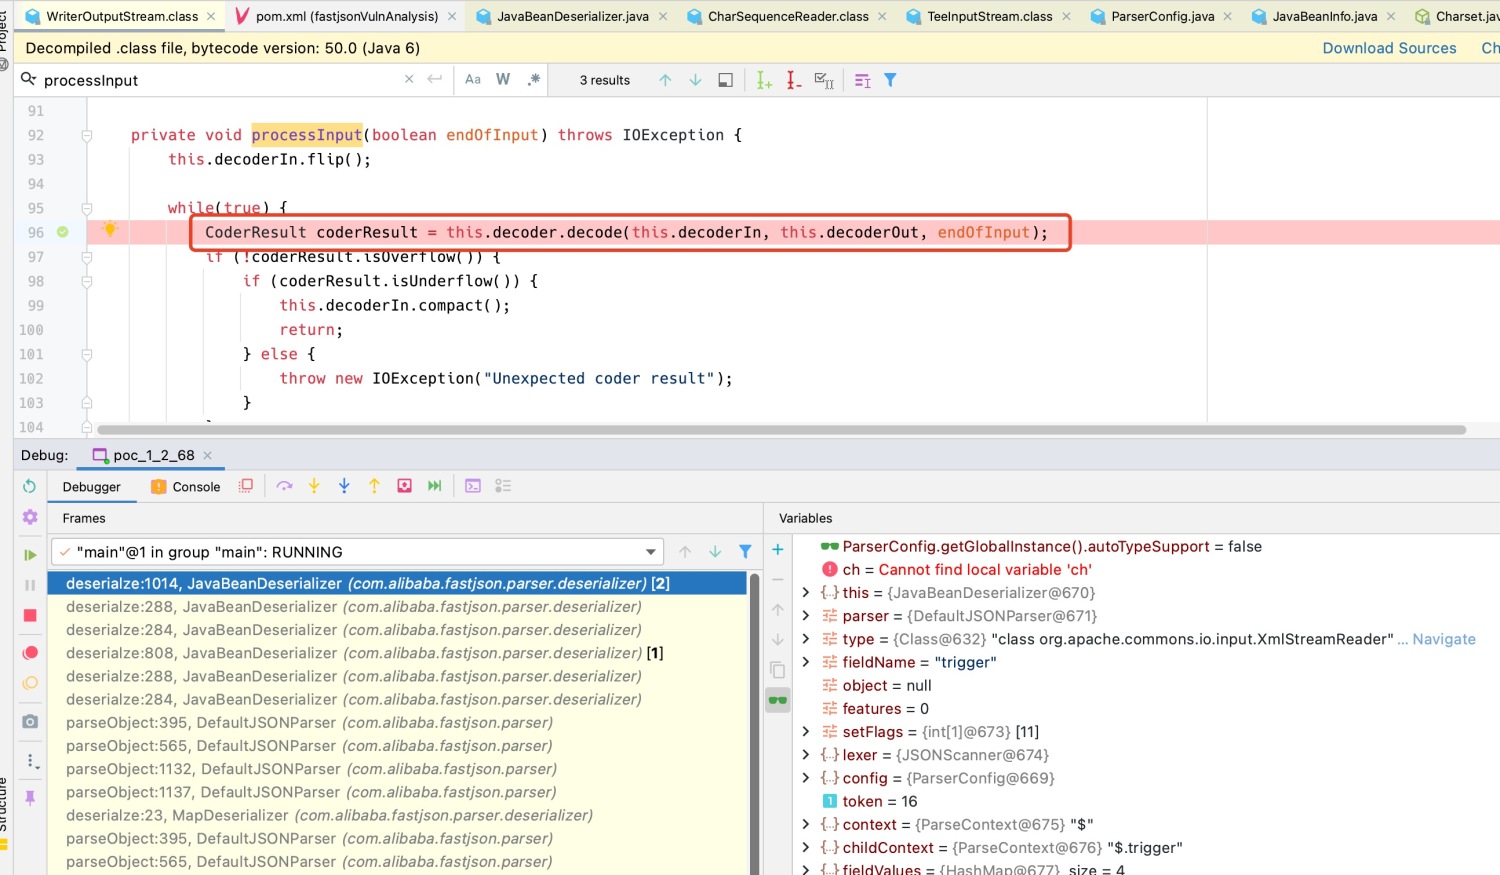 Project
WriterOutputStream.class × pom.xml (fastjsonVulnAnalysis) × JavaBeanDeserializer.java × CharSequenceReader.class × TeeInputStream.class × ParserConfig.java × JavaBeanInfo.java × Charset.jav
Decompiled .class file, bytecode version: 50.0 (Java 6) Download Sources Ch
processInput × Aa W .* 3 results
91
92 private void processInput(boolean endOfInput) throws IOException {
93 this.decoderIn.flip();
94
95 while(true) {
96 CoderResult coderResult = this.decoder.decode(this.decoderIn, this.decoderOut, endOfInput);
97 if (!coderResult.isOverflow()) {
98 if (coderResult.isUnderflow()) {
99 this.decoderIn.compact();
100 return;
101 } else {
102 throw new IOException("Unexpected coder result");
103 }
104
Debug: poc_1_2_68 ×
Debugger Console
Frames
"main"@1 in group "main": RUNNING
deserialze:1014, JavaBeanDeserializer (com.alibaba.fastjson.parser.deserializer) [2]
deserialze:288, JavaBeanDeserializer (com.alibaba.fastjson.parser.deserializer)
deserialze:284, JavaBeanDeserializer (com.alibaba.fastjson.parser.deserializer)
deserialze:808, JavaBeanDeserializer (com.alibaba.fastjson.parser.deserializer) [1]
deserialze:288, JavaBeanDeserializer (com.alibaba.fastjson.parser.deserializer)
deserialze:284, JavaBeanDeserializer (com.alibaba.fastjson.parser.deserializer)
parseObject:395, DefaultJSONParser (com.alibaba.fastjson.parser)
parseObject:565, DefaultJSONParser (com.alibaba.fastjson.parser)
parseObject:1132, DefaultJSONParser (com.alibaba.fastjson.parser)
parseObject:1137, DefaultJSONParser (com.alibaba.fastjson.parser)
deserialze:23, MapDeserializer (com.alibaba.fastjson.parser.deserializer)
parseObject:395, DefaultJSONParser (com.alibaba.fastjson.parser)
parseObject:565, DefaultJSONParser (com.alibaba.fastjson.parser)
Variables
ParserConfig.getGlobalInstance().autoTypeSupport = false
ch = Cannot find local variable 'ch'
this = {JavaBeanDeserializer@670}
parser = {DefaultJSONParser@671}
type = {Class@632} "class org.apache.commons.io.input.XmlStreamReader" ... Navigate
fieldName = "trigger"
object = null
features = 0
setFlags = {int[1]@673} [11]
lexer = {JSONScanner@674}
config = {ParserConfig@669}
token = 16
context = {ParseContext@675} "$"
childContext = {ParseContext@676} "$.trigger"
fieldValues = {HashMap@677} size = 4
Structure